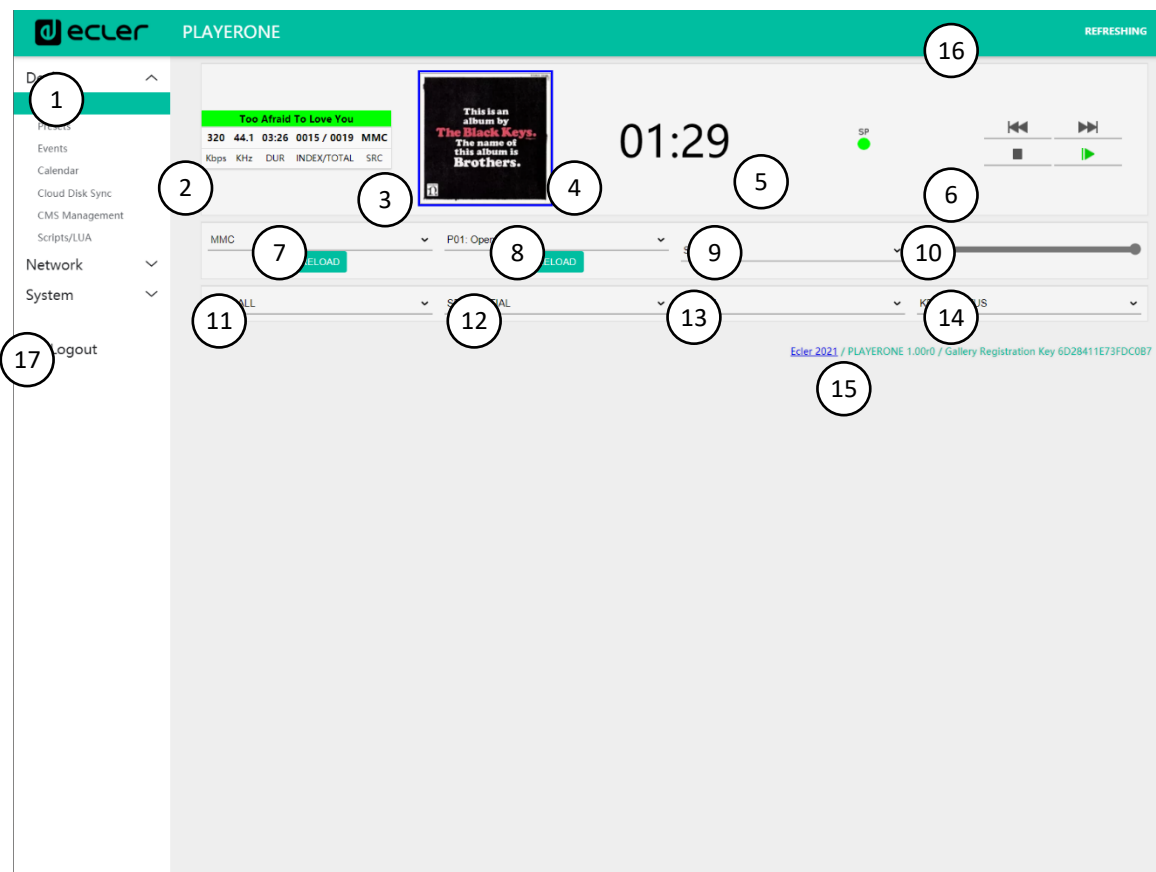 ecler
PLAYERONE
REFRESHING
16
1
Presets
Events
Calendar
Cloud Disk Sync
CMS Management
Scripts/LUA
Network
System
17
Logout
Too Afraid To Love You
320 44.1 03:26 0015 / 0019 MMC
Kbps KHz DUR INDEX/TOTAL SRC
2
3
This is an
album by
The Black Keys.
The name of
this album is
Brothers.
4
01:29
5
SP
6
MMC
7
P01:
8
9
10
ALL
11
12
13
14
Ecler 2021 / PLAYERONE 1.00r0 / Gallery Registration Key 6D28411E73FDC0B7
15